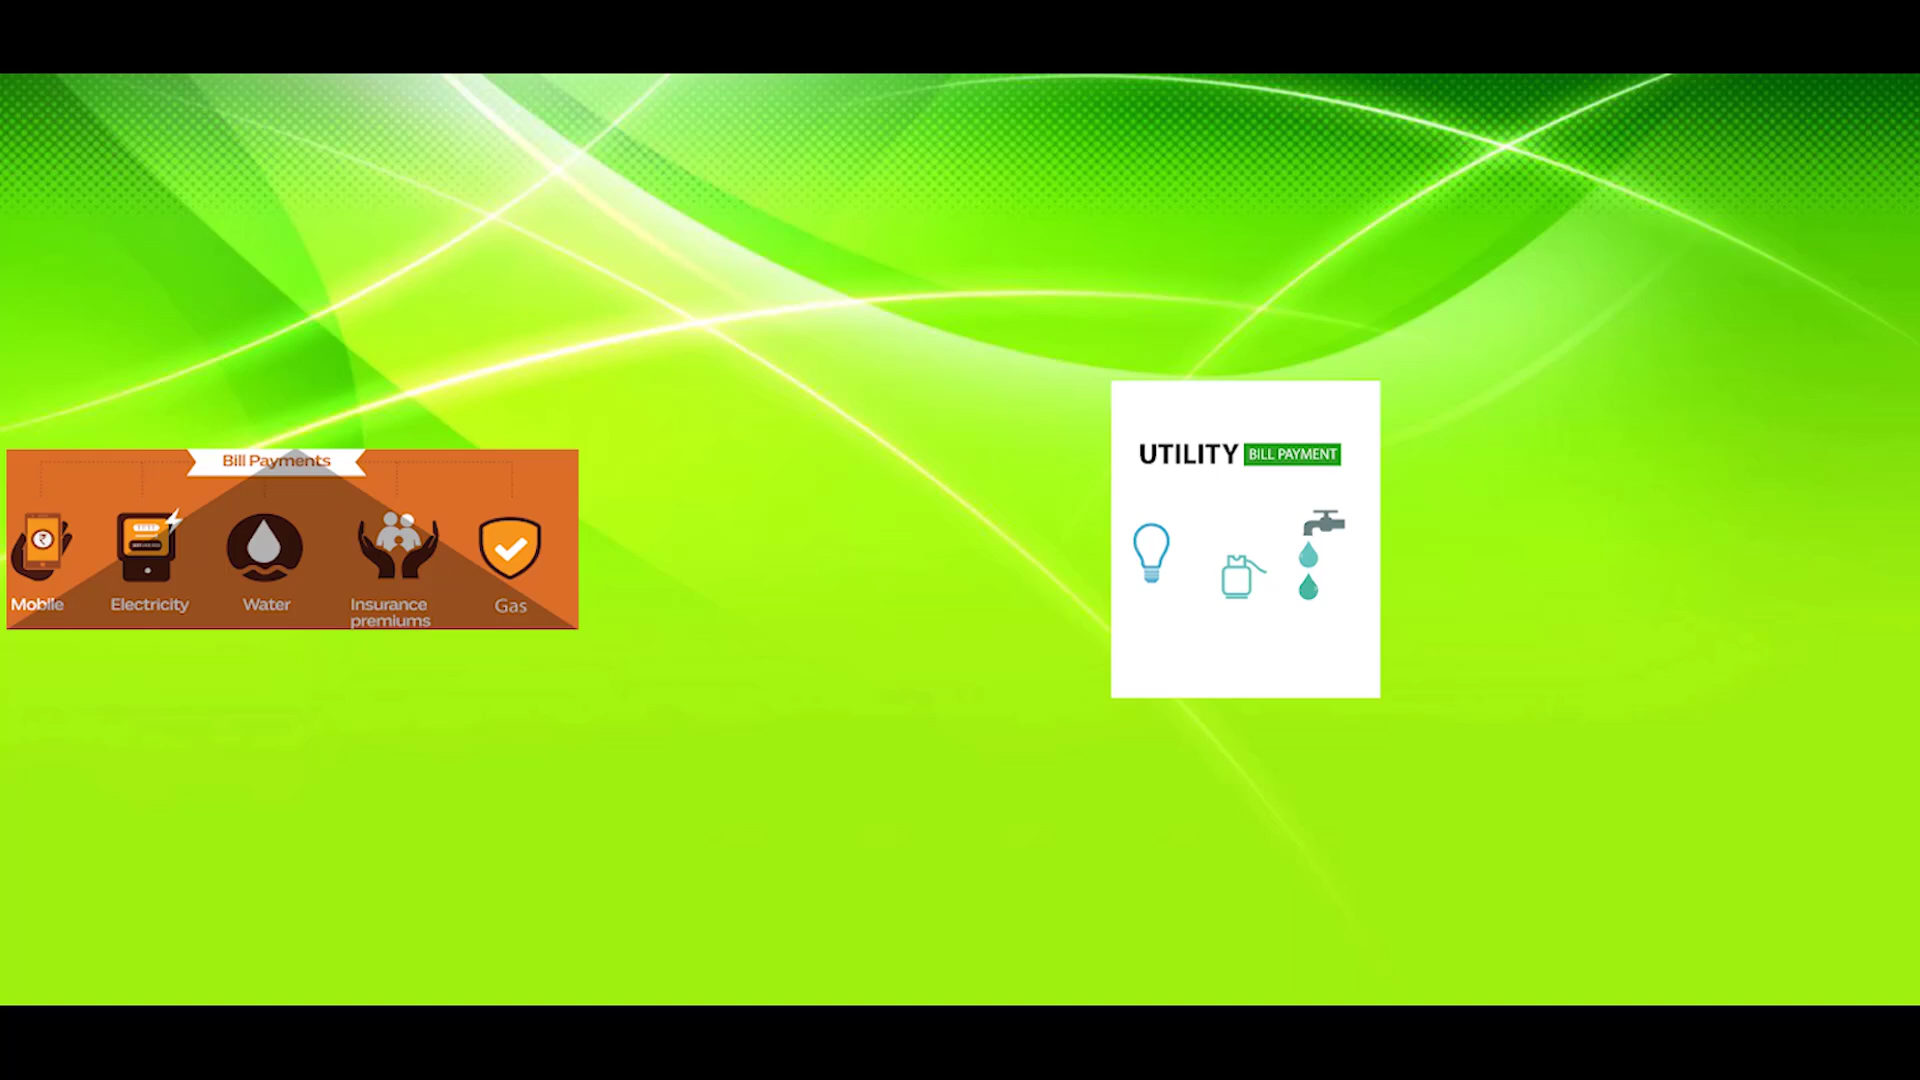 Bill Payments
Mobile
Electricity
Water
Insurance
premiums
Gas
UTILITY BILL PAYMENT